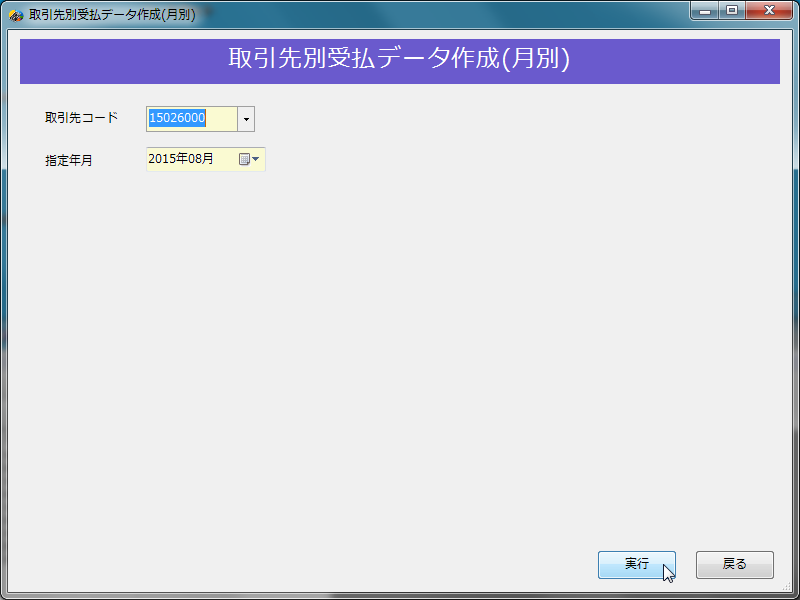 取引先別受払データ作成(月別)
取引先別受払データ作成(月別)
取引先コード 15026000
指定年月 2015年08月
実行 戻る